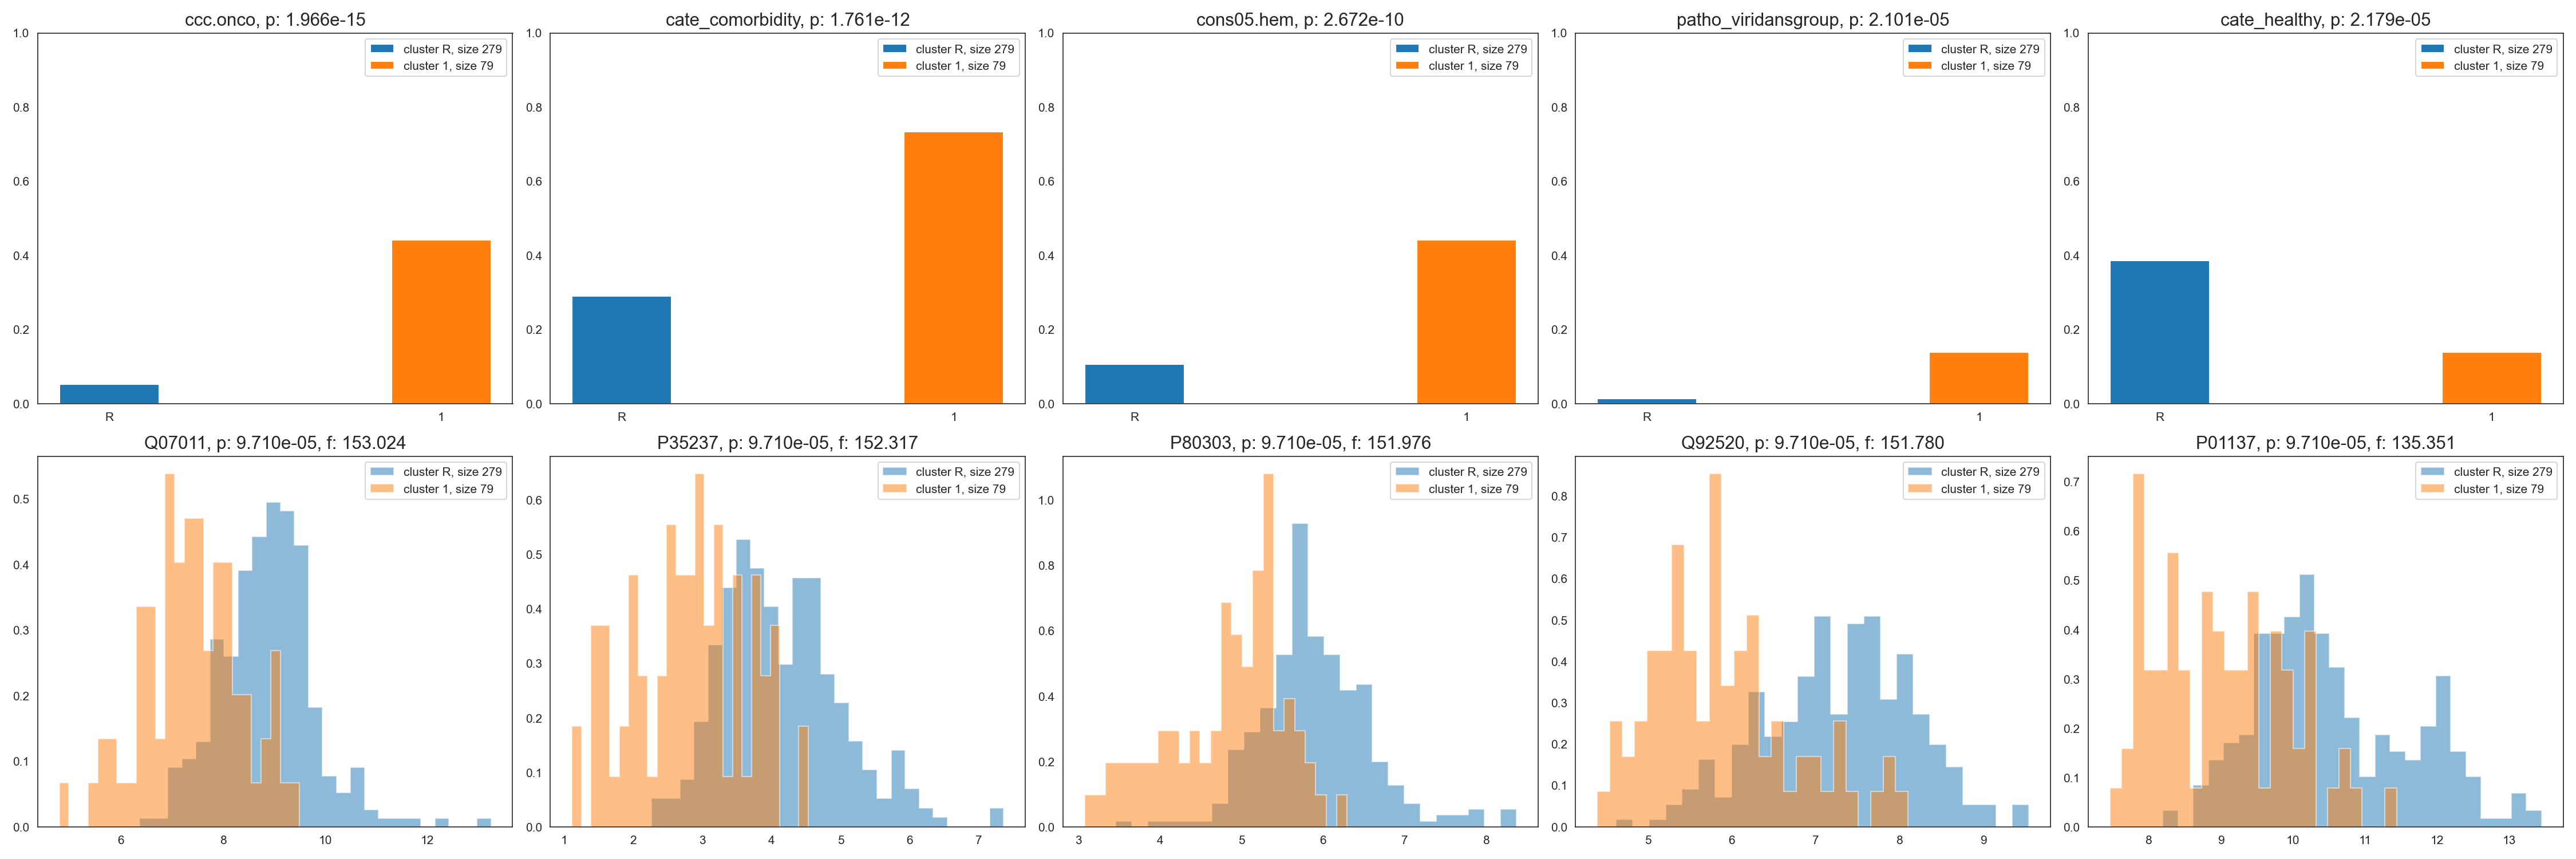 ccc.onco, p: 1.966e-15
1.0
0.8
0.6
0.4
0.2
0.0
R
1
cluster R, size 279
cluster 1, size 79
cate_comorbidity, p: 1.761e-12
1.0
0.8
0.6
0.4
0.2
0.0
R
1
cluster R, size 279
cluster 1, size 79
cons05.hem, p: 2.672e-10
1.0
0.8
0.6
0.4
0.2
0.0
R
1
cluster R, size 279
cluster 1, size 79
patho_viridansgroup, p: 2.101e-05
1.0
0.8
0.6
0.4
0.2
0.0
R
1
cluster R, size 279
cluster 1, size 79
cate_healthy, p: 2.179e-05
1.0
0.8
0.6
0.4
0.2
0.0
R
1
cluster R, size 279
cluster 1, size 79
Q07011, p: 9.710e-05, f: 153.024
0.5
0.4
0.3
0.2
0.1
0.0
6 8 10 12
cluster R, size 279
cluster 1, size 79
P35237, p: 9.710e-05, f: 152.317
0.6
0.5
0.4
0.3
0.2
0.1
0.0
1 2 3 4 5 6 7
cluster R, size 279
cluster 1, size 79
P80303, p: 9.710e-05, f: 151.976
1.0
0.8
0.6
0.4
0.2
0.0
3 4 5 6 7 8
cluster R, size 279
cluster 1, size 79
Q92520, p: 9.710e-05, f: 151.780
0.8
0.7
0.6
0.5
0.4
0.3
0.2
0.1
0.0
5 6 7 8 9
cluster R, size 279
cluster 1, size 79
P01137, p: 9.710e-05, f: 135.351
0.7
0.6
0.5
0.4
0.3
0.2
0.1
0.0
8 9 10 11 12 13
cluster R, size 279
cluster 1, size 79